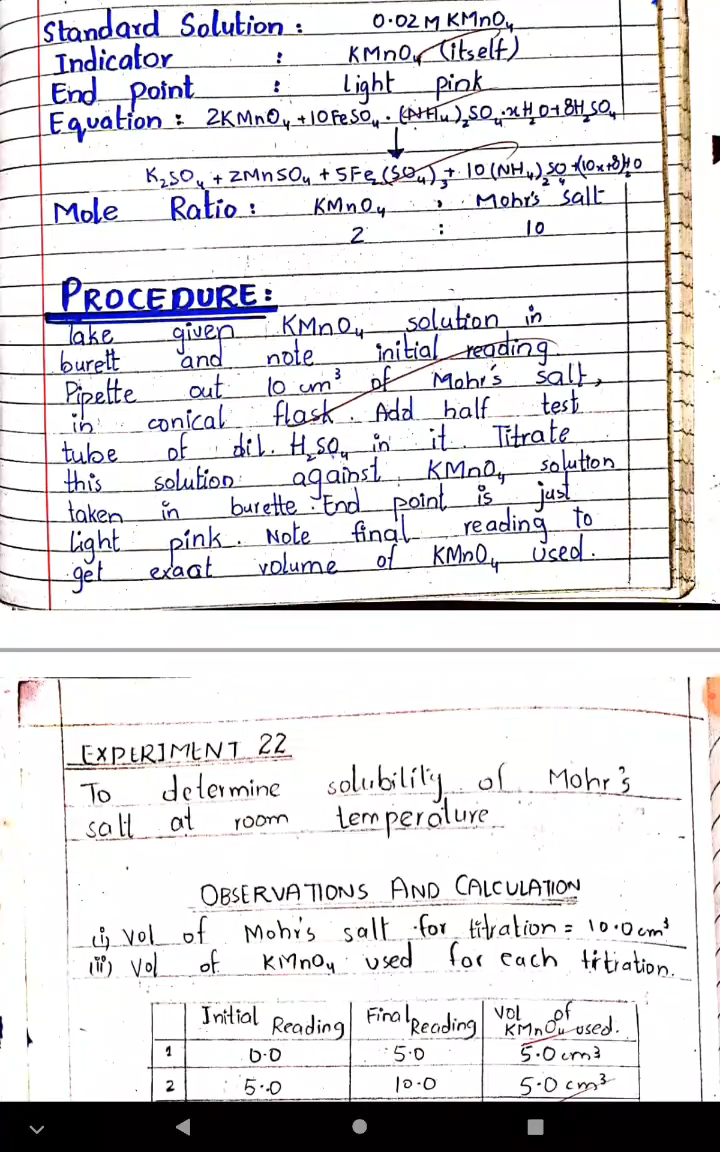 Standard Solution : 0.02 M KMnO₄
Indicator : KMnO₄ (itself)
End Point : Light pink
Equation : 2KMnO₄ + 10FeSO₄ · (NH₄)₂SO₄·xH₂O + 8H₂SO₄
K₂SO₄ + 2MnSO₄ + 5Fe₂(SO₄)₃ + 10(NH₄)₂SO₄ + (10x+8)H₂O
Mole Ratio : KMnO₄ : Mohr's salt
2 : 10
PROCEDURE:
Take given KMnO₄ solution in
burett and note initial reading.
Pipette out 10 cm³ of Mohr's salt,
in conical flask. Add half test
tube of dil. H₂SO₄ in it. Titrate
this solution against KMnO₄ solution
taken in burette. End point is just
light pink. Note final reading to
get exaat volume of KMnO₄ used.
EXPERIMENT 22
To determine solubility of Mohr's
salt at room temperature
OBSERVATIONS AND CALCULATION
(i) Vol of Mohr's salt for titration = 10.0 cm³
(ii) Vol of KMnO₄ used for each titration.
Initial Reading Final Reading Vol of KMnO₄ used.
1 0.0 5.0 5.0 cm³
2 5.0 10.0 5.0 cm³